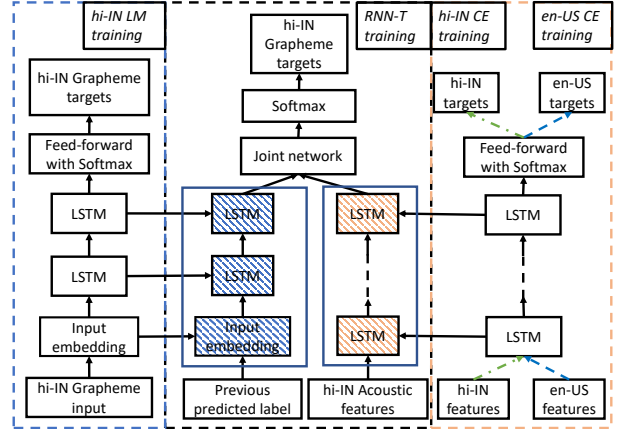 hi-IN LM
training
hi-IN Grapheme
targets
Feed-forward
with Softmax
LSTM
LSTM
Input
embedding
hi-IN Grapheme
input
RNN-T
training
hi-IN
Grapheme
targets
Softmax
Joint network
LSTM
LSTM
Input
embedding
Previous
predicted label
LSTM
LSTM
hi-IN Acoustic
features
hi-IN CE
training
en-US CE
training
hi-IN
targets
en-US
targets
Feed-forward
with Softmax
LSTM
LSTM
hi-IN
features
en-US
features